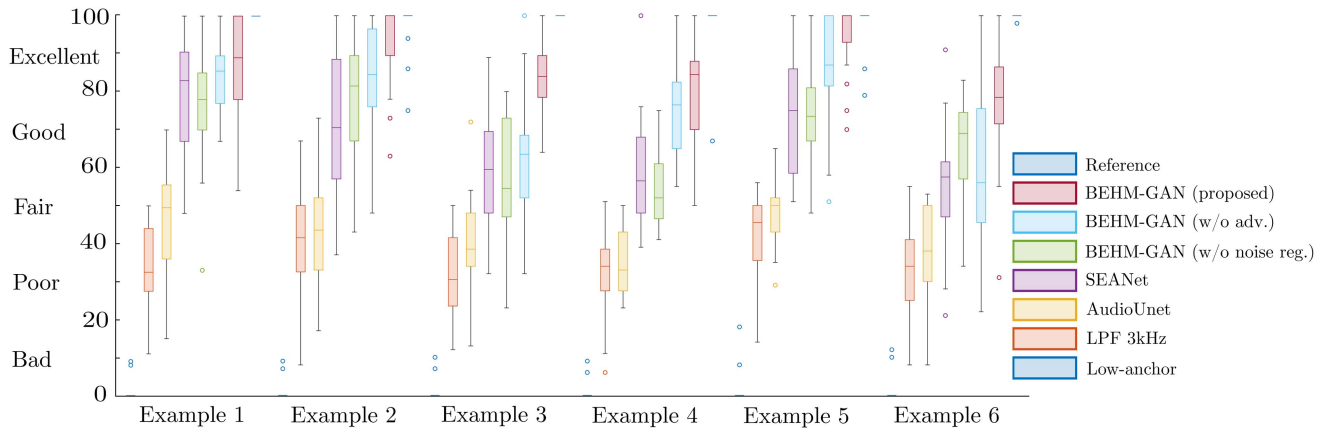 100
Excellent
80
Good
60
Fair
40
Poor
20
Bad
0
Example 1
Example 2
Example 3
Example 4
Example 5
Example 6
Reference
BEHM-GAN (proposed)
BEHM-GAN (w/o adv.)
BEHM-GAN (w/o noise reg.)
SEANet
AudioUnet
LPF 3kHz
Low-anchor